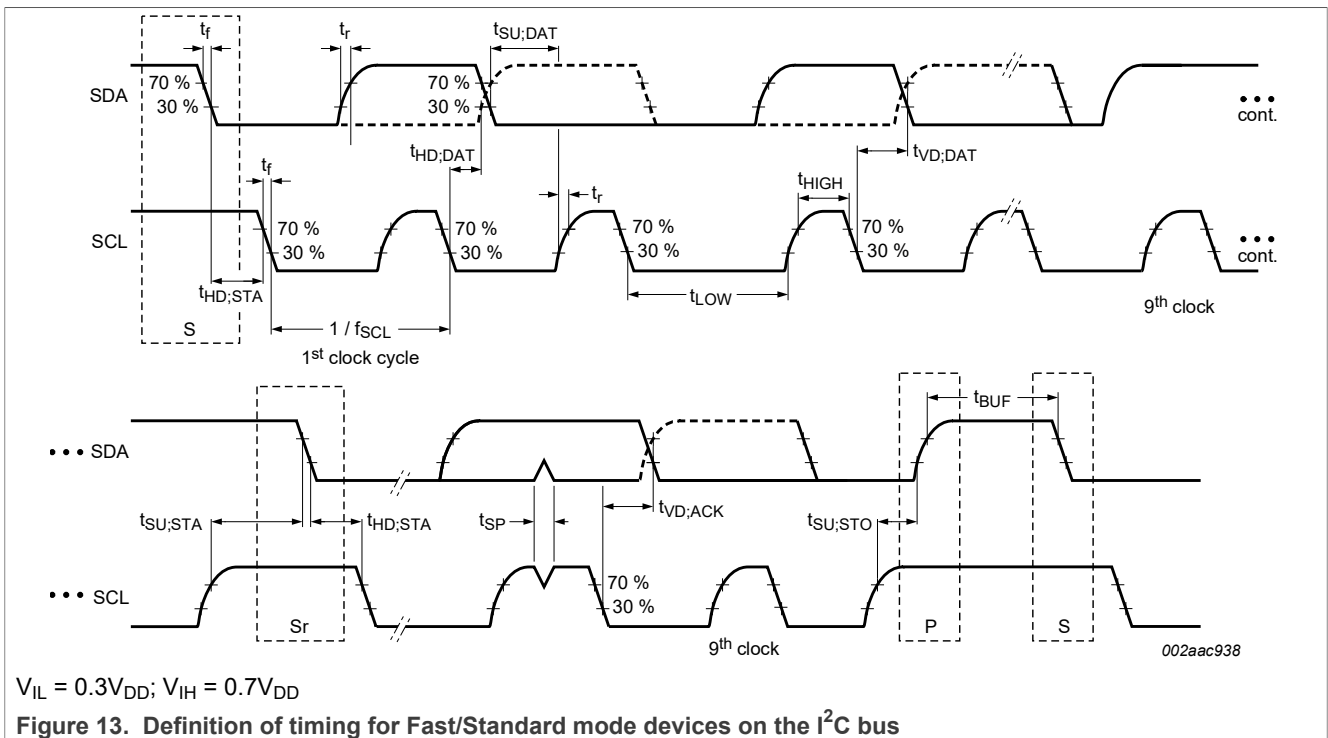 tf
tr
tSU;DAT
SDA
70 %
30 %
70 %
30 %
• • •
cont.
tf
tHD;DAT
tVD;DAT
tr
tHIGH
SCL
70 %
30 %
70 %
30 %
70 %
30 %
70 %
30 %
• • •
cont.
tHD;STA
tLOW
9th clock
S
1 / fSCL
1st clock cycle
tBUF
• • • SDA
tSU;STA
tHD;STA
tSP
tVD;ACK
tSU;STO
• • • SCL
70 %
30 %
Sr
9th clock
P
S
002aac938
VIL = 0.3VDD; VIH = 0.7VDD
Figure 13. Definition of timing for Fast/Standard mode devices on the I2C bus